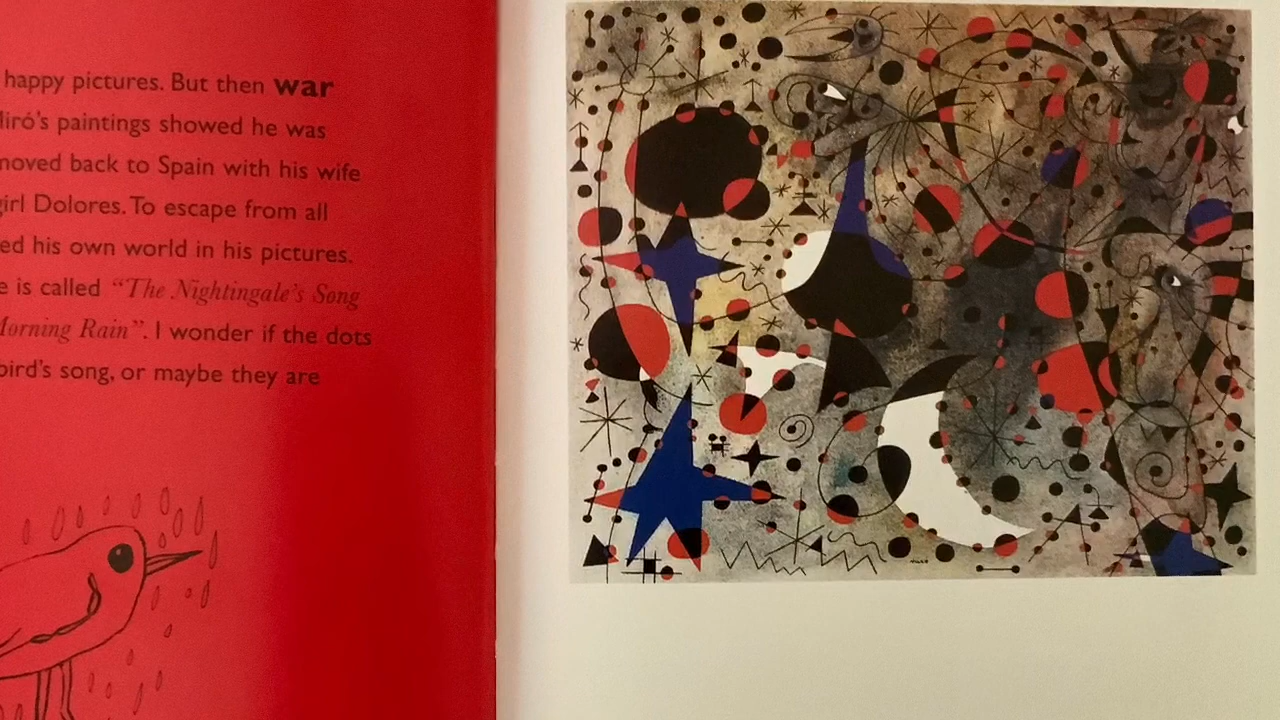 happy pictures. But then war
Miró's paintings showed he was
moved back to Spain with his wife
girl Dolores. To escape from all
ed his own world in his pictures.
e is called "The Nightingale's Song
Morning Rain". I wonder if the dots
bird's song, or maybe they are